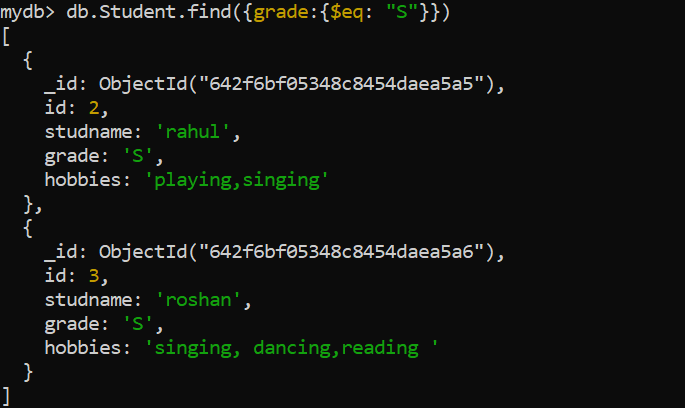 mydb> db.Student.find({grade:{$eq: "S"}})
[
  {
    _id: ObjectId("642f6bf05348c8454daea5a5"),
    id: 2,
    studname: 'rahul',
    grade: 'S',
    hobbies: 'playing,singing'
  },
  {
    _id: ObjectId("642f6bf05348c8454daea5a6"),
    id: 3,
    studname: 'roshan',
    grade: 'S',
    hobbies: 'singing, dancing,reading '
  }
]